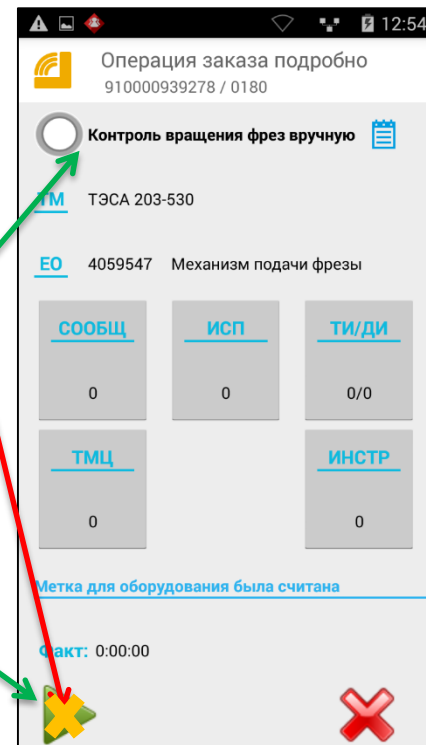 12:54
Операция заказа подробно
910000939278 / 0180
Контроль вращения фрез вручную
ТМ ТЭСА 203-530
ЕО 4059547 Механизм подачи фрезы
СООБЩ ИСП ТИ/ДИ
0 0 0/0
ТМЦ ИНСТР
0 0
Метка для оборудования была считана
Факт: 0:00:00